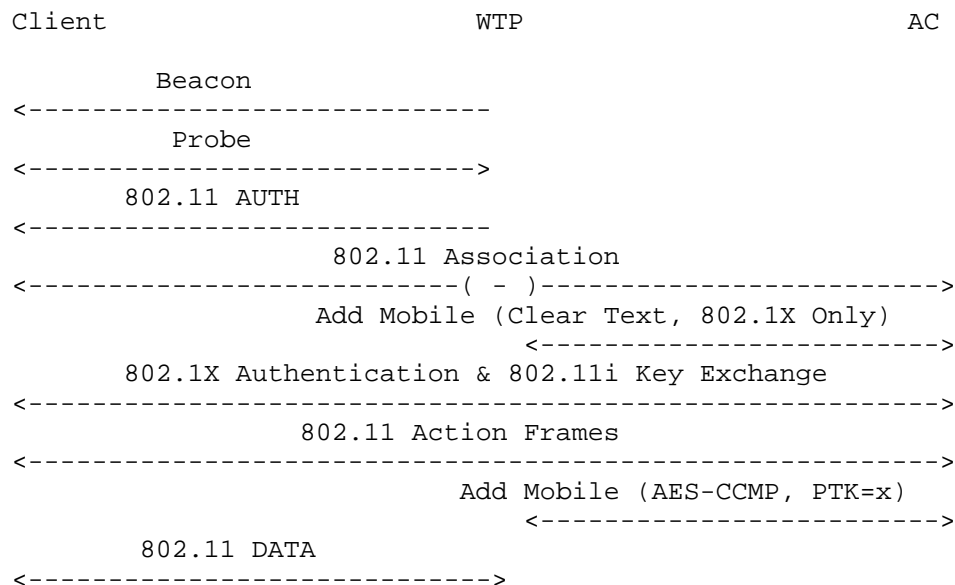 Client WTP AC
Beacon
<-----------------------------
Probe
<---------------------------->
802.11 AUTH
<-----------------------------
802.11 Association
<---------------------------( - )------------------------->
Add Mobile (Clear Text, 802.1X Only)
<------------------------->
802.1X Authentication & 802.11i Key Exchange
<--------------------------------------------------------->
802.11 Action Frames
<--------------------------------------------------------->
Add Mobile (AES-CCMP, PTK=x)
<------------------------->
802.11 DATA
<----------------------------->